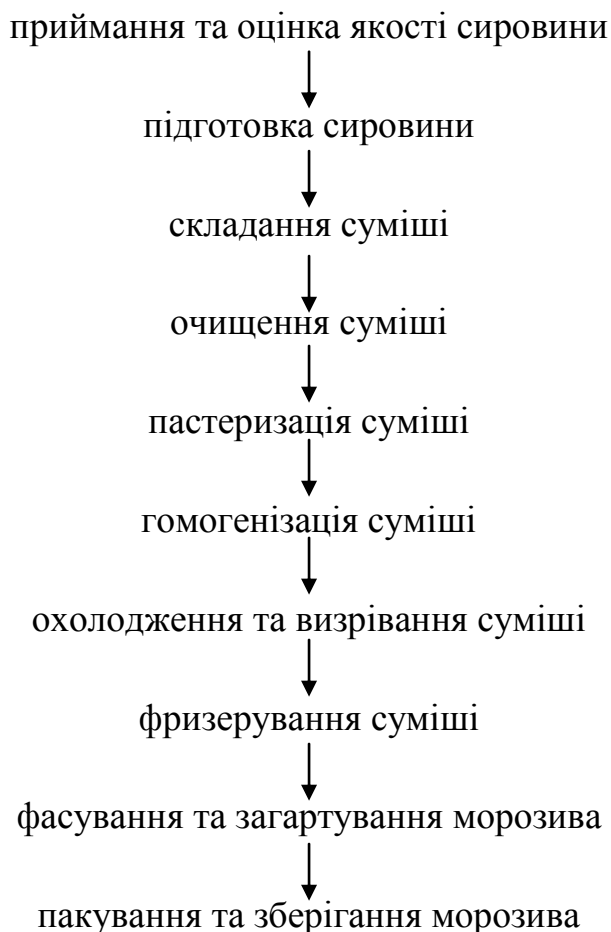 приймання та оцінка якості сировини
підготовка сировини
складання суміші
очищення суміші
пастеризація суміші
гомогенізація суміші
охолодження та визрівання суміші
фризерування суміші
фасування та загартування морозива
пакування та зберігання морозива